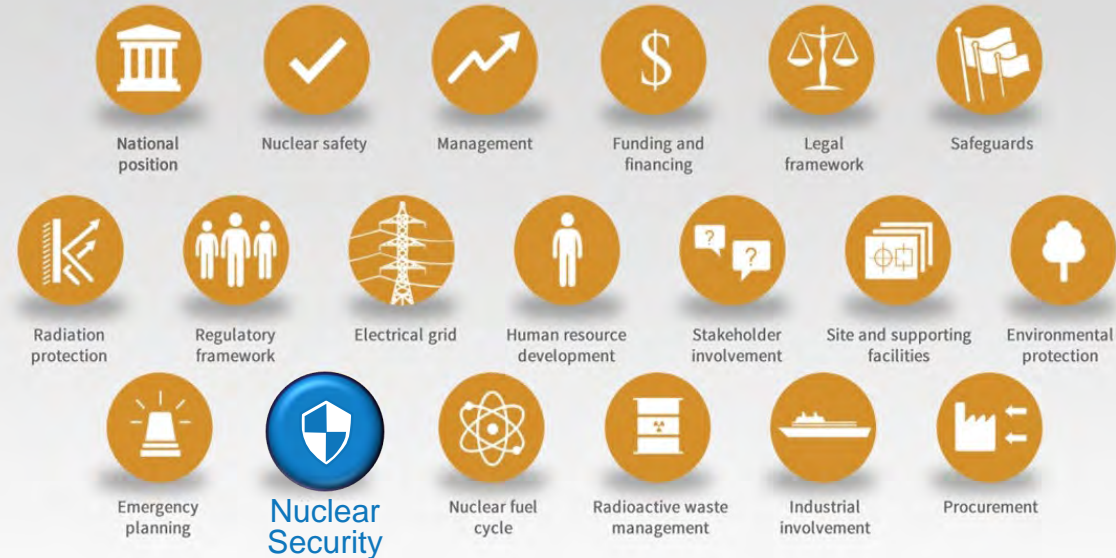 $
National
position
Nuclear safety
Management
Funding and
financing
Legal
framework
Safeguards
? ?
Radiation
protection
Regulatory
framework
Electrical grid
Human resource
development
Stakeholder
involvement
Site and supporting
facilities
Environmental
protection
Emergency
planning
Nuclear
Security
Nuclear fuel
cycle
Radioactive waste
management
Industrial
involvement
Procurement